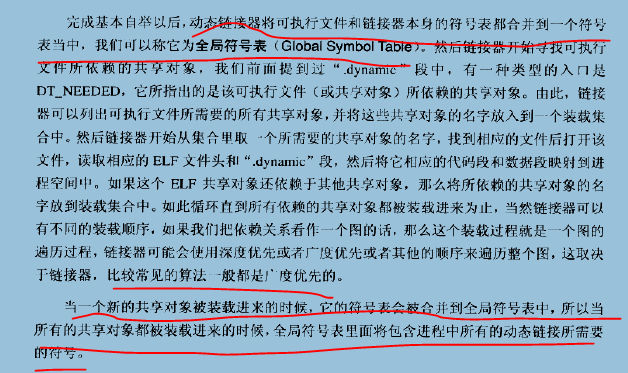 完成基本自举以后,动态链接器将可执行文件和链接器本身的符号表都合并到一个符号
表当中,我们可以称它为全局符号表(Global Symbol Table)。然后链接器开始寻找可执行
文件所依赖的共享对象,我们前面提到过“.dynamic”段中,有一种类型的入口是
DT_NEEDED,它所指出的是该可执行文件(或共享对象)所依赖的共享对象。由此,链接
器可以列出可执行文件所需要的所有共享对象,并将这些共享对象的名字放入到一个装载集
合中。然后链接器开始从集合里取一个所需要的共享对象的名字,找到相应的文件后打开该
文件,读取相应的 ELF 文件头和“.dynamic”段,然后将它相应的代码段和数据段映射到进
程空间中。如果这个 ELF 共享对象还依赖于其他共享对象,那么将所依赖的共享对象的名
字放到装载集合中。如此循环直到所有依赖的共享对象都被装载进来为止,当然链接器可以
有不同的装载顺序,如果我们把依赖关系看作一个图的话,那么这个装载过程就是一个图的
遍历过程,链接器可能会使用深度优先或者广度优先或者其他的顺序来遍历整个图,这取决
于链接器,比较常见的算法一般都是广度优先的。
当一个新的共享对象被装载进来的时候,它的符号表会被合并到全局符号表中,所以当
所有的共享对象都被装载进来的时候,全局符号表里面将包含进程中所有的动态链接所需要
的符号。